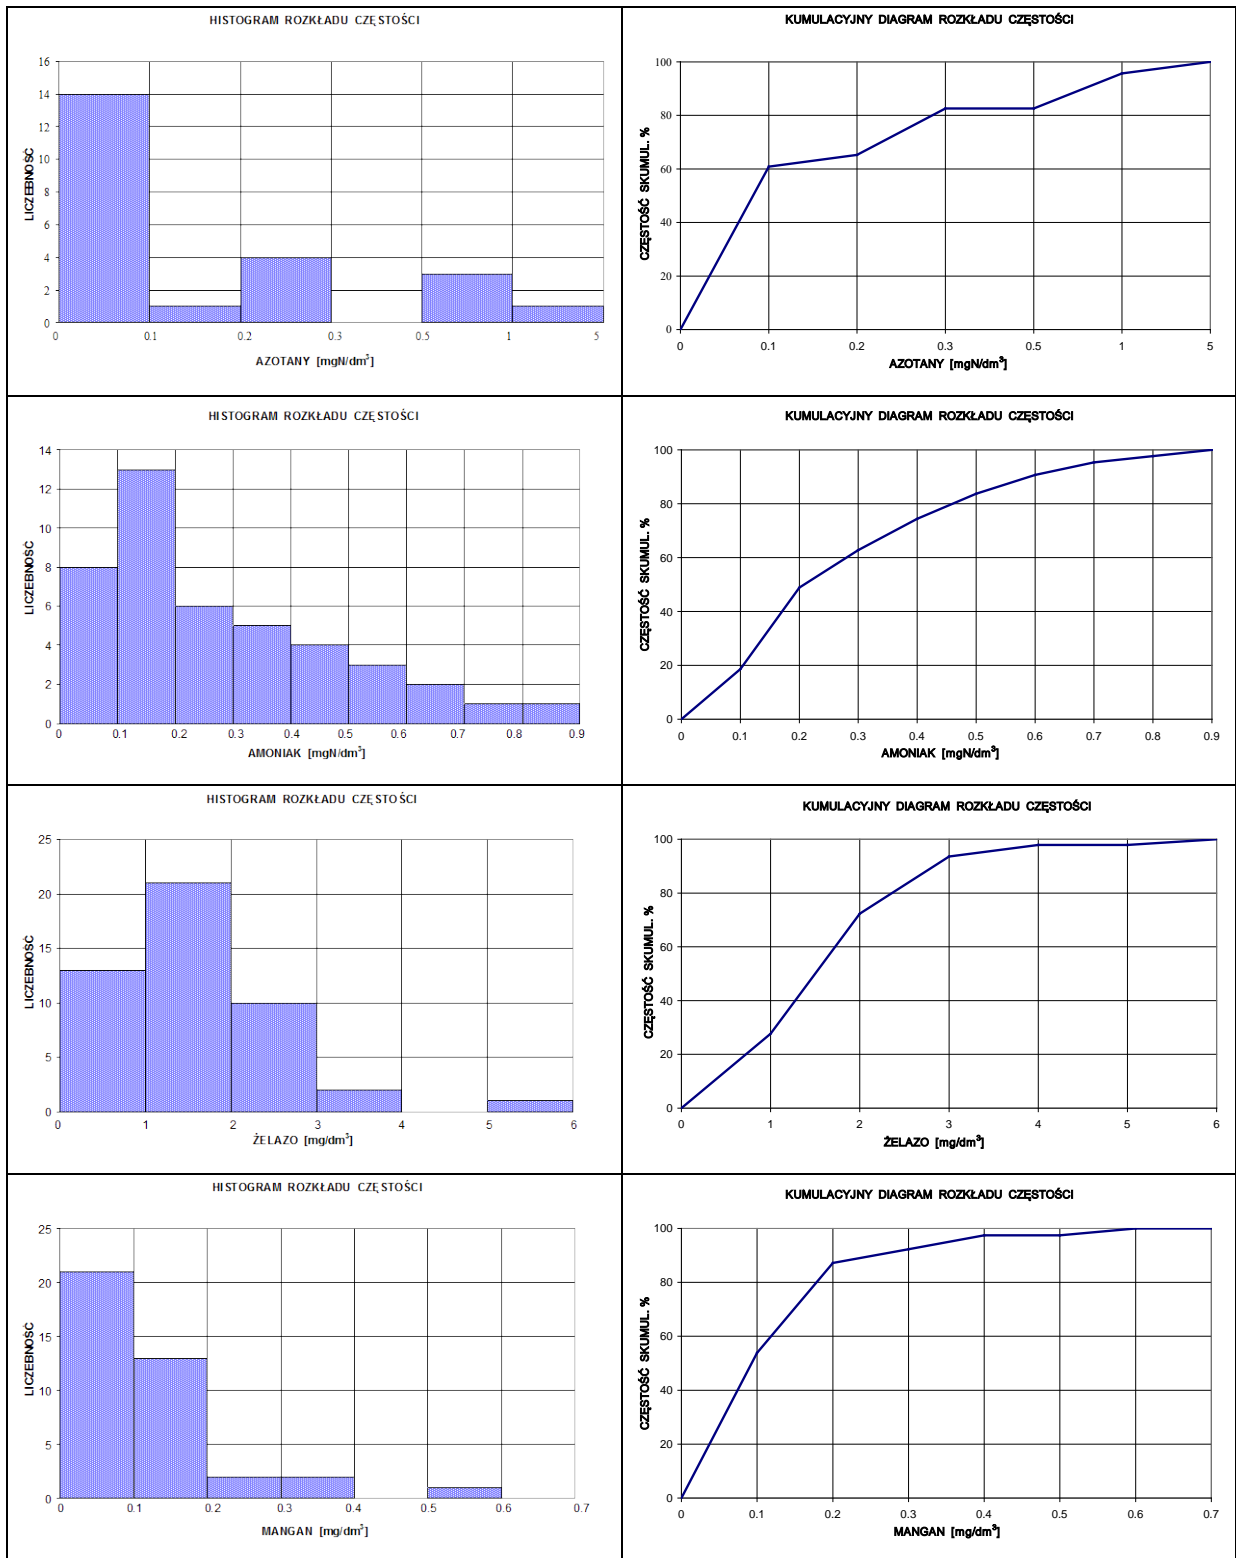 HISTOGRAM ROZKŁADU CZĘSTOŚCI
LICZEBNOŚĆ
16
14
12
10
8
6
4
2
0
0 0.1 0.2 0.3 0.5 1 5
AZOTANY [mgN/dm³]
KUMULACYJNY DIAGRAM ROZKŁADU CZĘSTOŚCI
CZĘSTOŚĆ SKUMUL. %
100
80
60
40
20
0
0 0.1 0.2 0.3 0.5 1 5
AZOTANY [mgN/dm³]
HISTOGRAM ROZKŁADU CZĘSTOŚCI
LICZEBNOŚĆ
14
12
10
8
6
4
2
0
0 0.1 0.2 0.3 0.4 0.5 0.6 0.7 0.8 0.9
AMONIAK [mgN/dm³]
KUMULACYJNY DIAGRAM ROZKŁADU CZĘSTOŚCI
CZĘSTOŚĆ SKUMUL. %
100
80
60
40
20
0
0 0.1 0.2 0.3 0.4 0.5 0.6 0.7 0.8 0.9
AMONIAK [mgN/dm³]
HISTOGRAM ROZKŁADU CZĘSTOŚCI
LICZEBNOŚĆ
25
20
15
10
5
0
0 1 2 3 4 5 6
ŻELAZO [mg/dm³]
KUMULACYJNY DIAGRAM ROZKŁADU CZĘSTOŚCI
CZĘSTOŚĆ SKUMUL. %
100
80
60
40
20
0
0 1 2 3 4 5 6
ŻELAZO [mg/dm³]
HISTOGRAM ROZKŁADU CZĘSTOŚCI
LICZEBNOŚĆ
25
20
15
10
5
0
0 0.1 0.2 0.3 0.4 0.5 0.6 0.7
MANGAN [mg/dm³]
KUMULACYJNY DIAGRAM ROZKŁADU CZĘSTOŚCI
CZĘSTOŚĆ SKUMUL. %
100
80
60
40
20
0
0 0.1 0.2 0.3 0.4 0.5 0.6 0.7
MANGAN [mg/dm³]